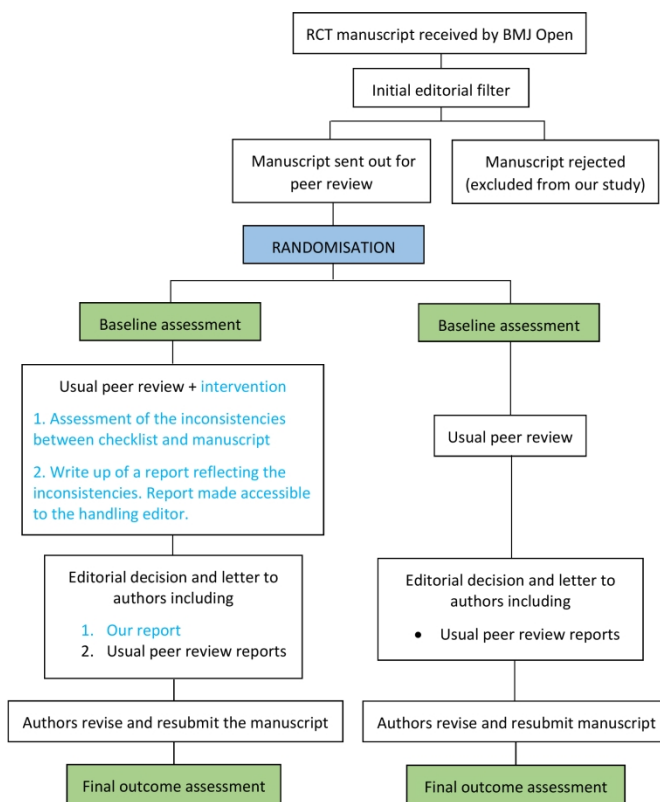 RCT manuscript received by BMJ Open
Initial editorial filter
Manuscript sent out for
peer review
Manuscript rejected
(excluded from our study)
RANDOMISATION
Baseline assessment
Baseline assessment
Usual peer review + intervention
1. Assessment of the inconsistencies
between checklist and manuscript
2. Write up of a report reflecting the
inconsistencies. Report made accessible
to the handling editor.
Usual peer review
Editorial decision and letter to
authors including
1. Our report
2. Usual peer review reports
Editorial decision and letter to
authors including
• Usual peer review reports
Authors revise and resubmit the manuscript
Authors revise and resubmit manuscript
Final outcome assessment
Final outcome assessment